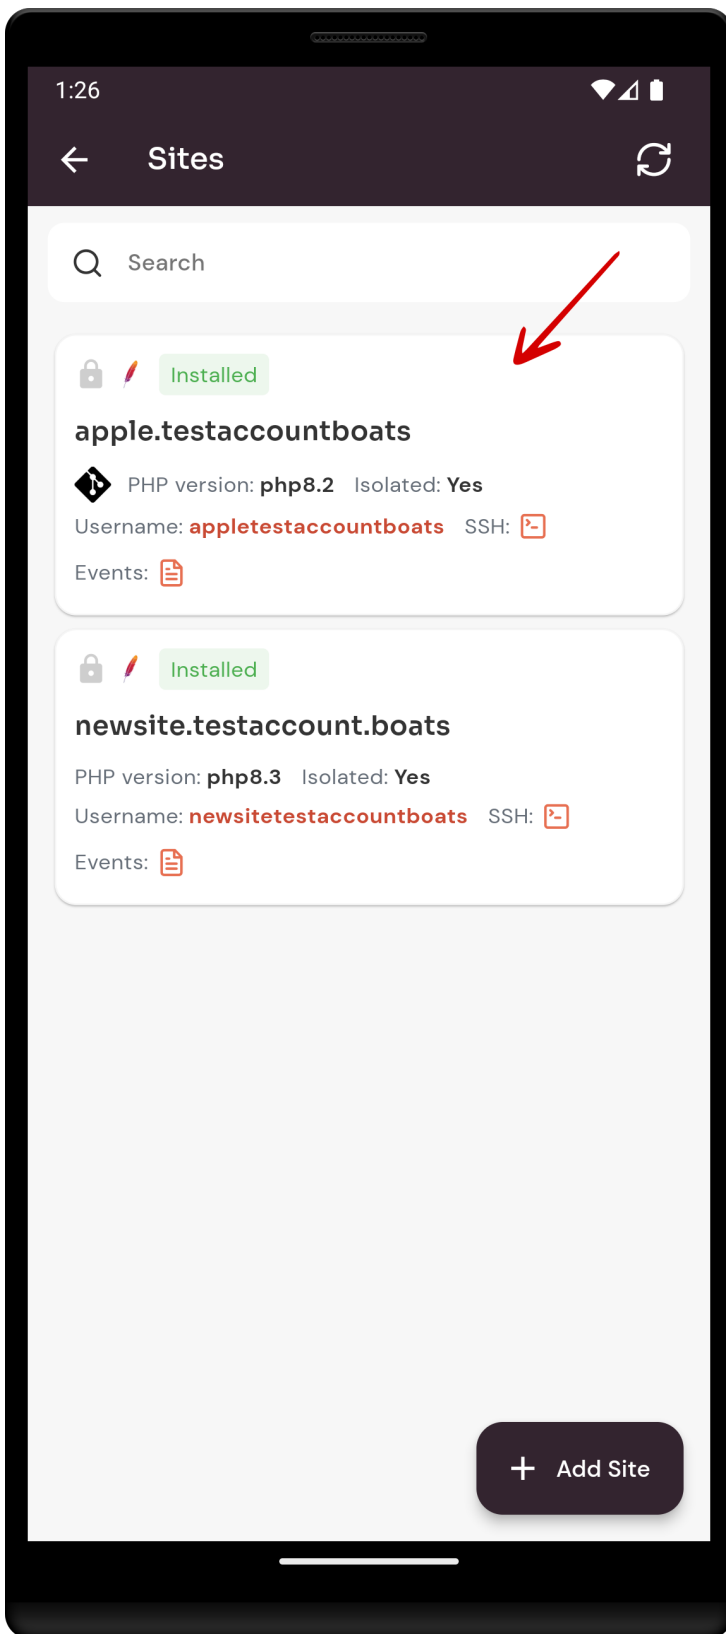 1:26
Sites
Search
Installed
apple.testaccountboats
PHP version: php8.2 Isolated: Yes
Username: appletestaccountboats SSH:
Events:
Installed
newsite.testaccount.boats
PHP version: php8.3 Isolated: Yes
Username: newsitetestaccountboats SSH:
Events:
Add Site